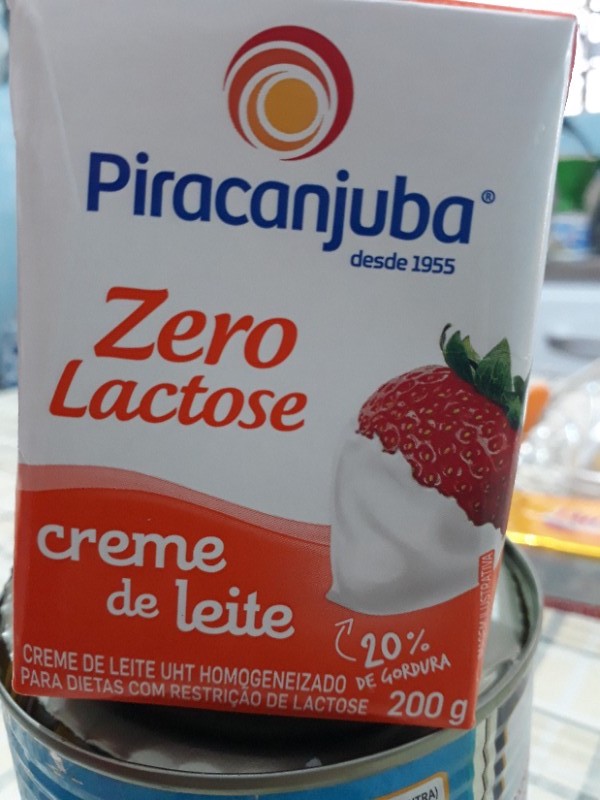 Piracanjuba®
desde 1955
Zero
Lactose
creme
de leite
20%
DE GORDURA
CREME DE LEITE UHT HOMOGENEIZADO
PARA DIETAS COM RESTRIÇÃO DE LACTOSE
200 g